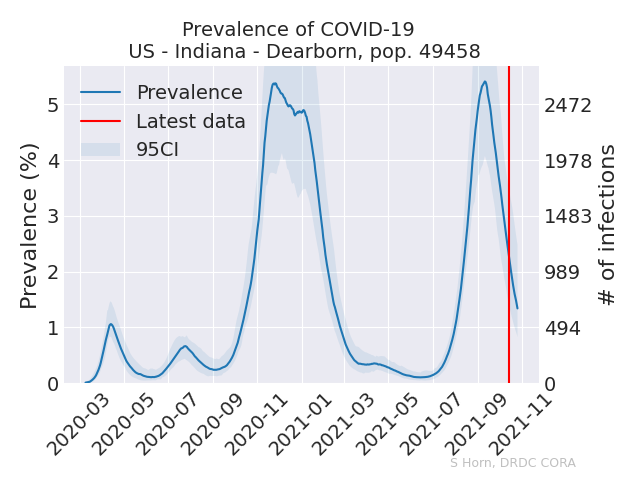 Prevalence of COVID-19
US - Indiana - Dearborn, pop. 49458
Prevalence
Latest data
95CI
Prevalence (%)
5
4
3
2
1
0
2472
1978
1483
989
494
0
# of infections
2020-03
2020-05
2020-07
2020-09
2020-11
2021-01
2021-03
2021-05
2021-07
2021-09
2021-11
S Horn, DRDC CORA